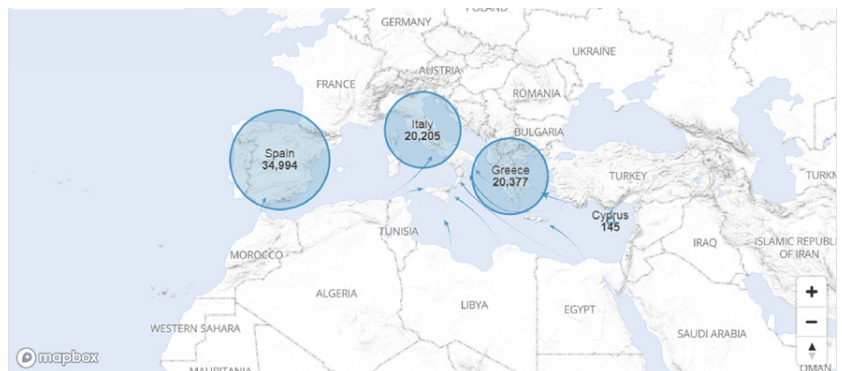 POLAND
GERMANY
UKRAINE
AUSTRIA
FRANCE
ROMANIA
Italy
20,205
BULGARIA
Spain
34,994
Greece
20,377
TURKEY
TURKM
Cyprus
145
TUNISIA
IRAQ
ISLAMIC REPUBL
OF IRAN
MOROCCO
ALGERIA
LIBYA
EGYPT
+
WESTERN SAHARA
−
SAUDI ARABIA
mapbox
MAURITANIA
OMAN